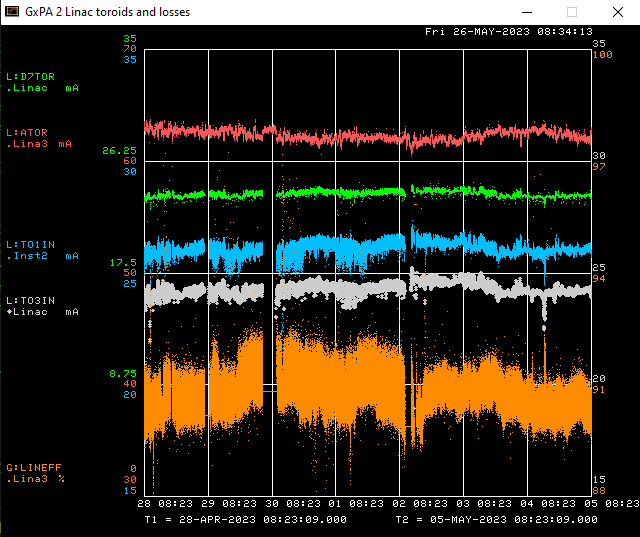 GxPA 2 Linac toroids and losses
Fri 26-MAY-2023 08:34:13
35
70
35
35
100
L:D7TOR
.Linac mA
L:ATOR
.Lina3 mA
26.25
60
30
30
97
L:TO1IN
.Inst2 mA
17.5
50
25
25
94
L:TO3IN
◆Linac mA
8.75
40
20
20
91
G:LINEFF
.Lina3 %
0
30
15
15
88
28 08:23 29 08:23 30 08:23 01 08:23 02 08:23 03 08:23 04 08:23 05 08:23
T1 = 28-APR-2023 08:23:09.000 T2 = 05-MAY-2023 08:23:09.000